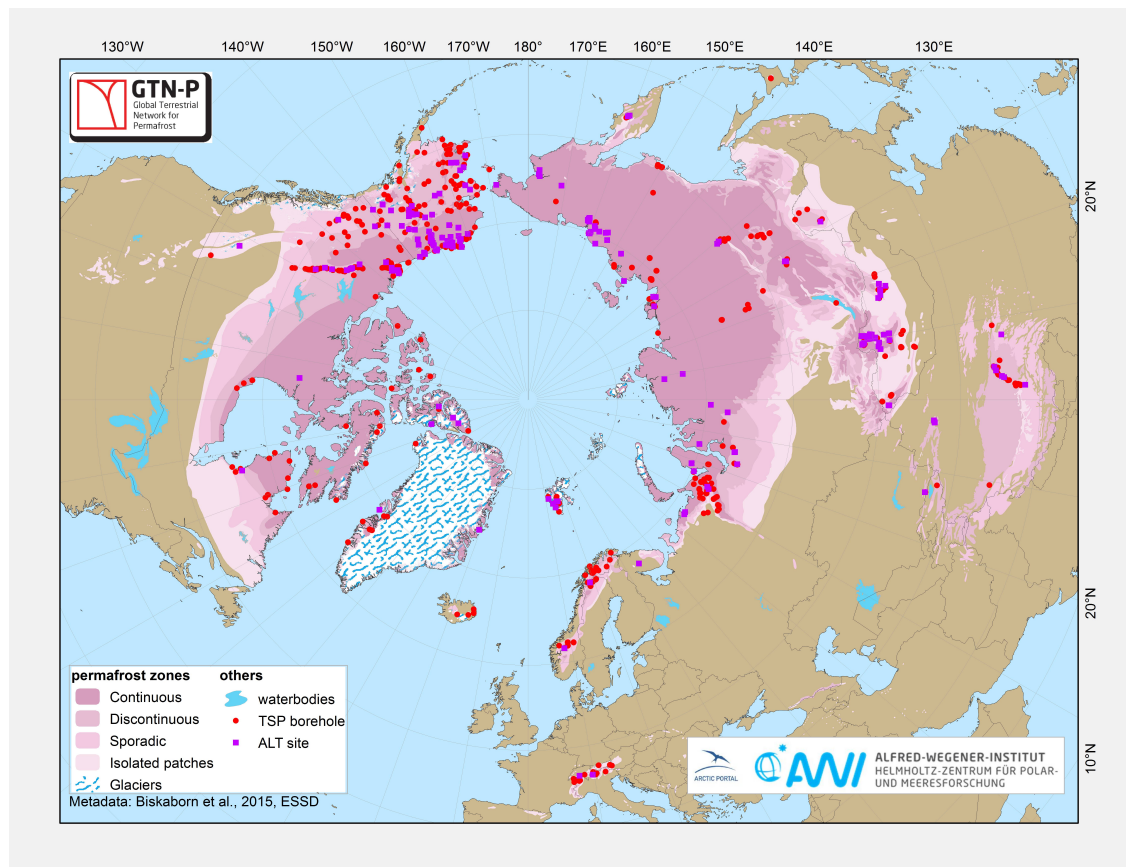 130°W 140°W 150°W 160°W 170°W 180° 170°E 160°E 150°E 140°E 130°E
GTN-P
Global Terrestrial
Network for
Permafrost
20°N
20°N
10°N
permafrost zones
Continuous
Discontinuous
Sporadic
Isolated patches
Glaciers
others
waterbodies
TSP borehole
ALT site
Metadata: Biskaborn et al., 2015, ESSD
ARCTIC PORTAL
AWI
ALFRED-WEGENER-INSTITUT
HELMHOLTZ-ZENTRUM FÜR POLAR-
UND MEERESFORSCHUNG